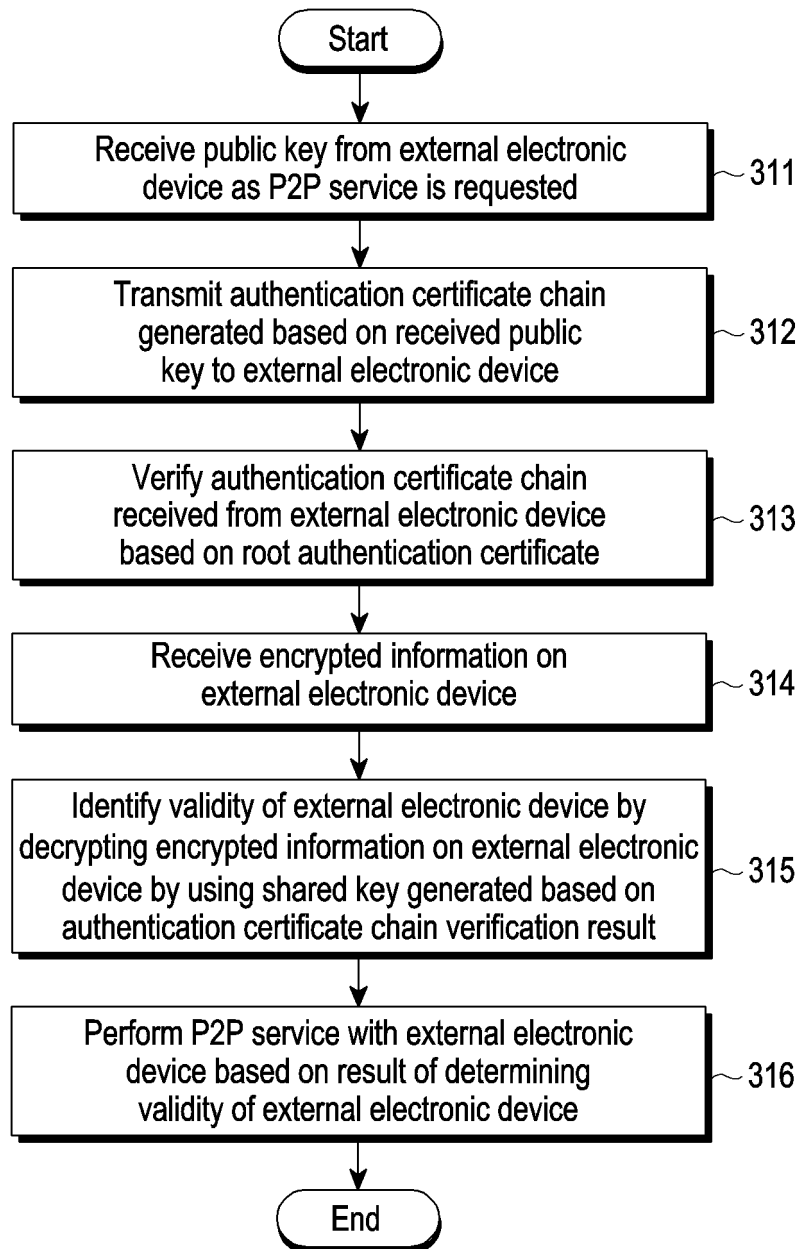 Start
Receive public key from external electronic
device as P2P service is requested
311
Transmit authentication certificate chain
generated based on received public
key to external electronic device
312
Verify authentication certificate chain
received from external electronic device
based on root authentication certificate
313
Receive encrypted information on
external electronic device
314
Identify validity of external electronic device by
decrypting encrypted information on external electronic
device by using shared key generated based on
authentication certificate chain verification result
315
Perform P2P service with external electronic
device based on result of determining
validity of external electronic device
316
End